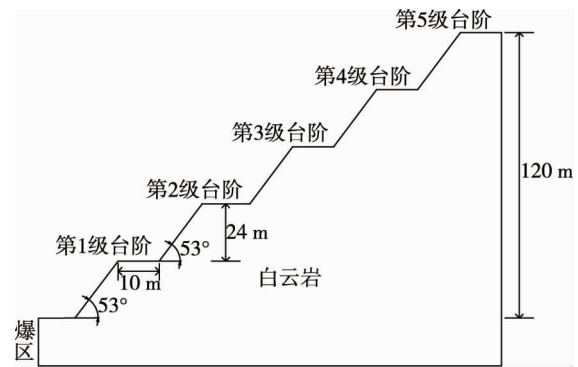 第5级台阶
第4级台阶
第3级台阶
120 m
第2级台阶
24 m
第1级台阶
53°
10 m
白云岩
53°
爆
区